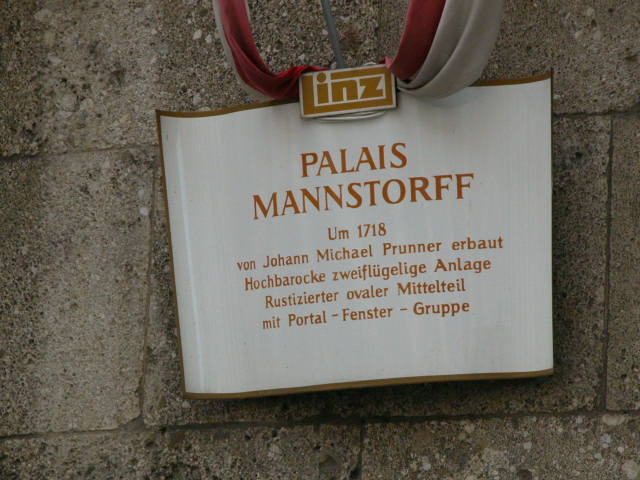 Linz
PALAIS
MANNSTORFF
Um 1718
von Johann Michael Prunner erbaut
Hochbarocke zweiflügelige Anlage
Rustizierter ovaler Mittelteil
mit Portal - Fenster - Gruppe